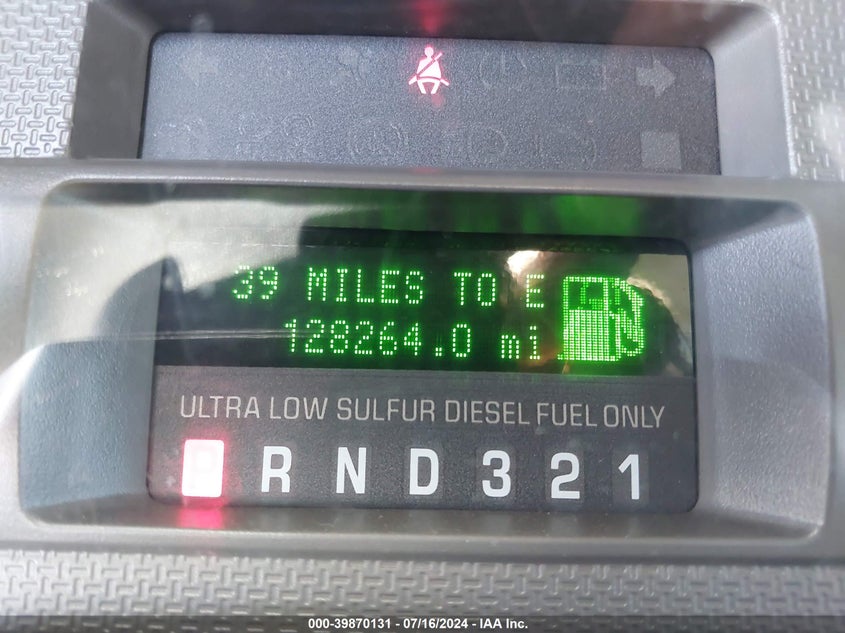 39 MILES TO E
128264.0 mi
ULTRA LOW SULFUR DIESEL FUEL ONLY
P R N D 3 2 1
000-39870131 - 07/16/2024 - IAA Inc.